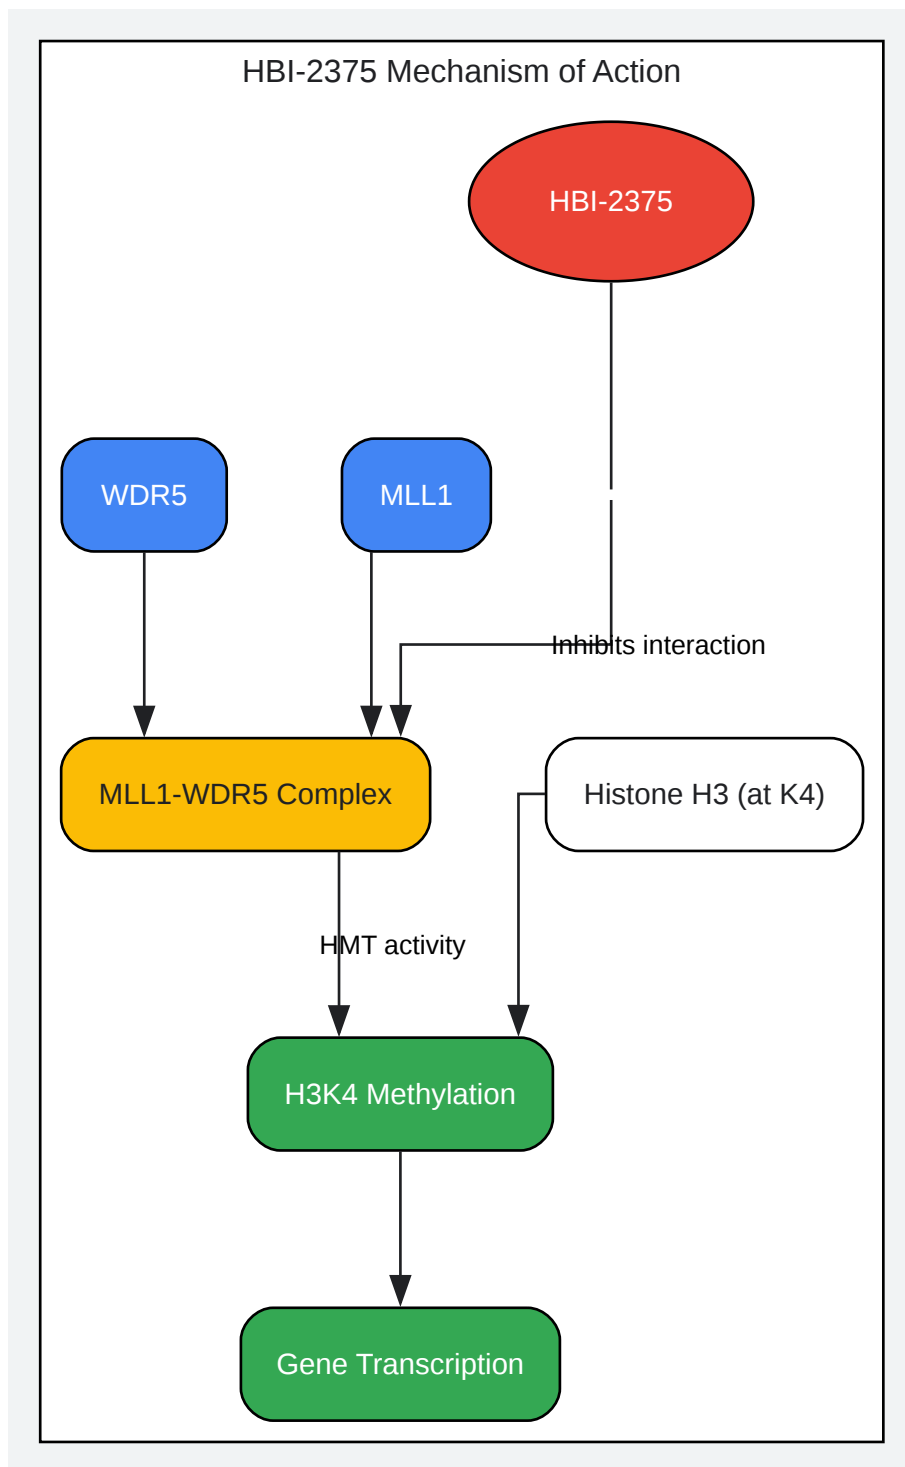 HBI-2375 Mechanism of Action
HBI-2375
WDR5
MLL1
Inhibits interaction
MLL1-WDR5 Complex
Histone H3 (at K4)
HMT activity
H3K4 Methylation
Gene Transcription